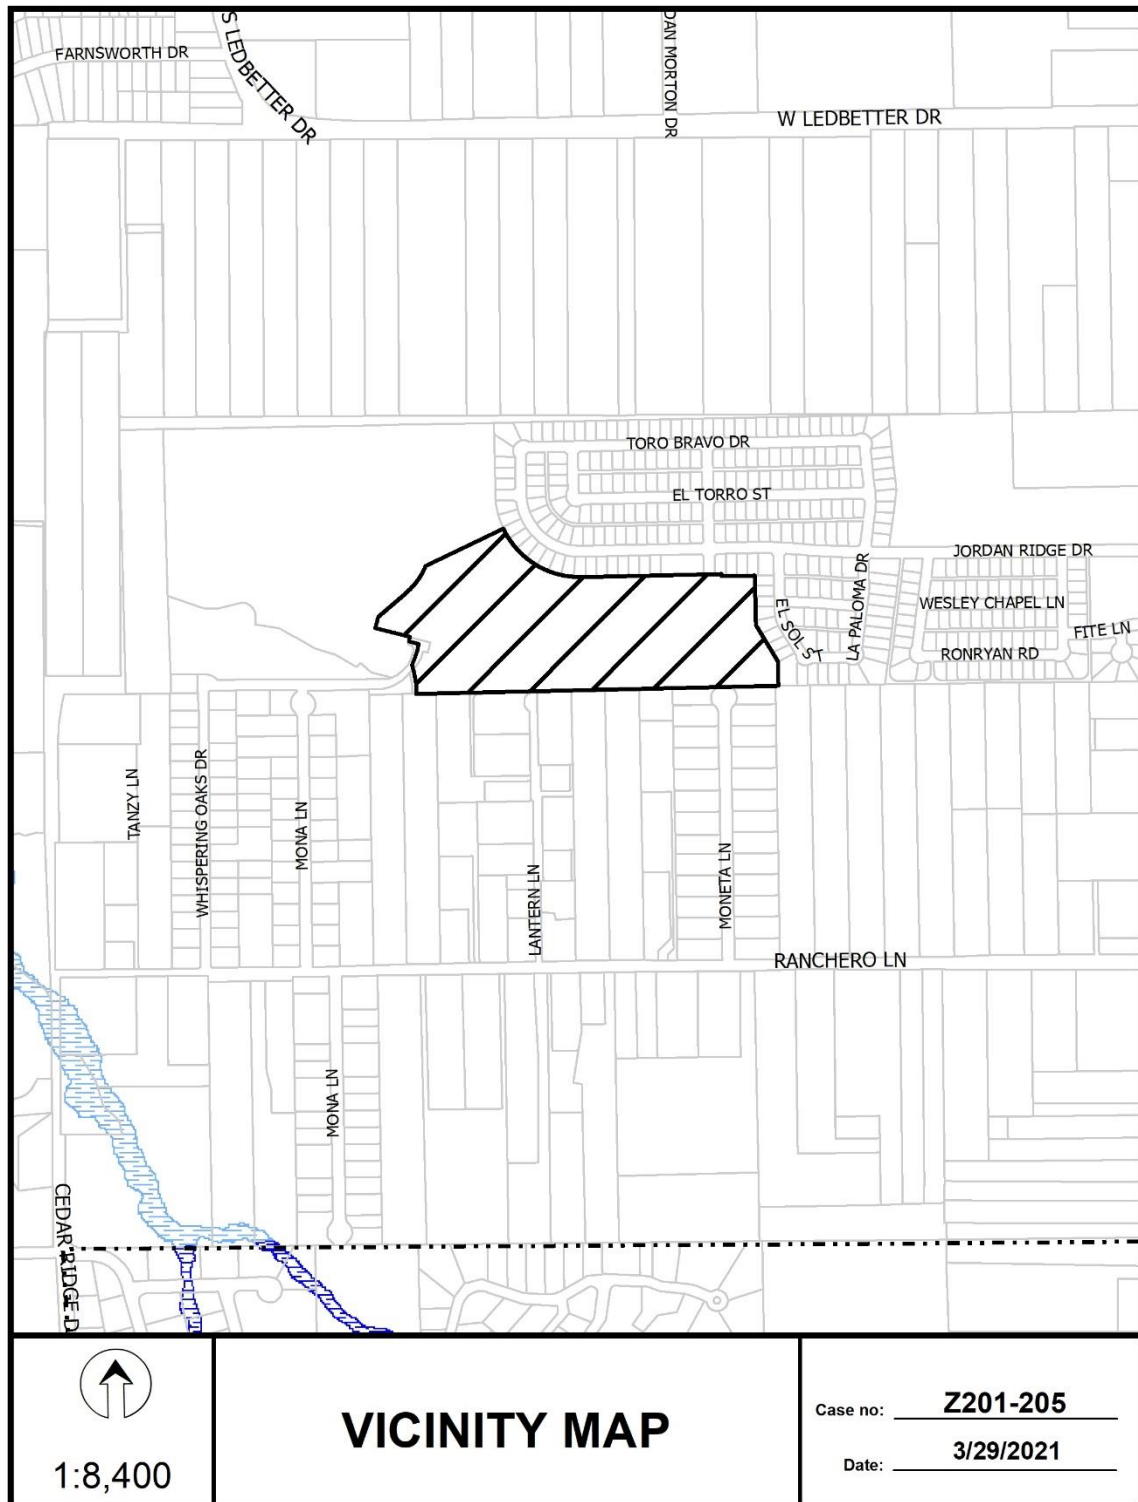 FARNSWORTH DR
S LEDBETTER DR
DAN MORTON DR
W LEDBETTER DR
TORO BRAVO DR
EL TORRO ST
JORDAN RIDGE DR
LA PALOMA DR
WESLEY CHAPEL LN
EL SOL ST
FITE LN
RONRYAN RD
TANZY LN
WHISPERING OAKS DR
MONA LN
LANTERN LN
MONETA LN
RANCHERO LN
MONA LN
CEDAR RIDGE D
1:8,400
VICINITY MAP
Case no: Z201-205
Date: 3/29/2021